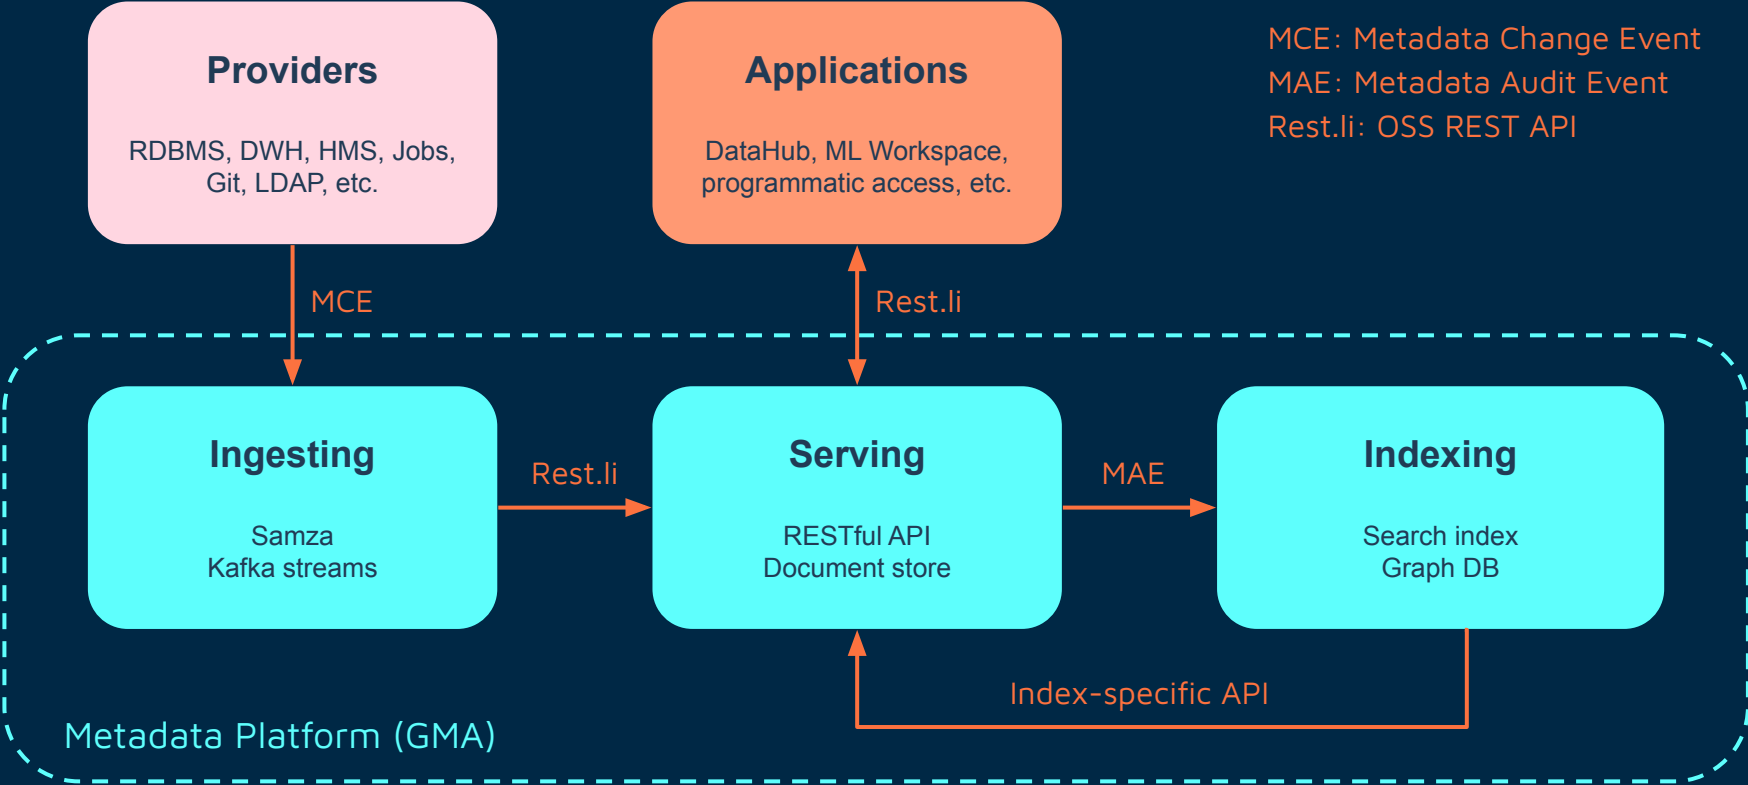 Providers
RDBMS, DWH, HMS, Jobs,
Git, LDAP, etc.
Applications
DataHub, ML Workspace,
programmatic access, etc.
MCE: Metadata Change Event
MAE: Metadata Audit Event
Rest.li: OSS REST API
MCE
Rest.li
Ingesting
Samza
Kafka streams
Rest.li
Serving
RESTful API
Document store
MAE
Indexing
Search index
Graph DB
Index-specific API
Metadata Platform (GMA)